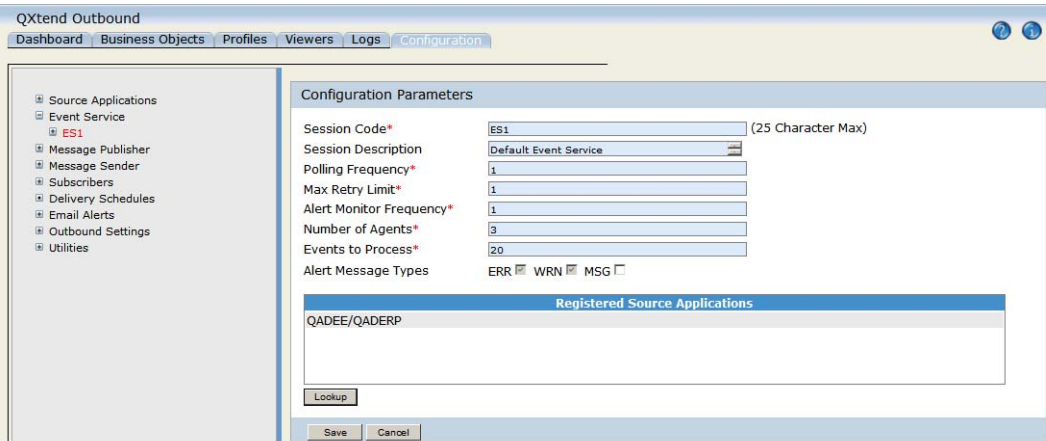 QXtend Outbound
Dashboard Business Objects Profiles Viewers Logs Configuration
Source Applications
Event Service
ES1
Message Publisher
Message Sender
Subscribers
Delivery Schedules
Email Alerts
Outbound Settings
Utilities
Configuration Parameters
Session Code* ES1 (25 Character Max)
Session Description Default Event Service
Polling Frequency* 1
Max Retry Limit* 1
Alert Monitor Frequency* 1
Number of Agents* 3
Events to Process* 20
Alert Message Types ERR WRN MSG
Registered Source Applications
QADEE/QADERP
Lookup
Save Cancel